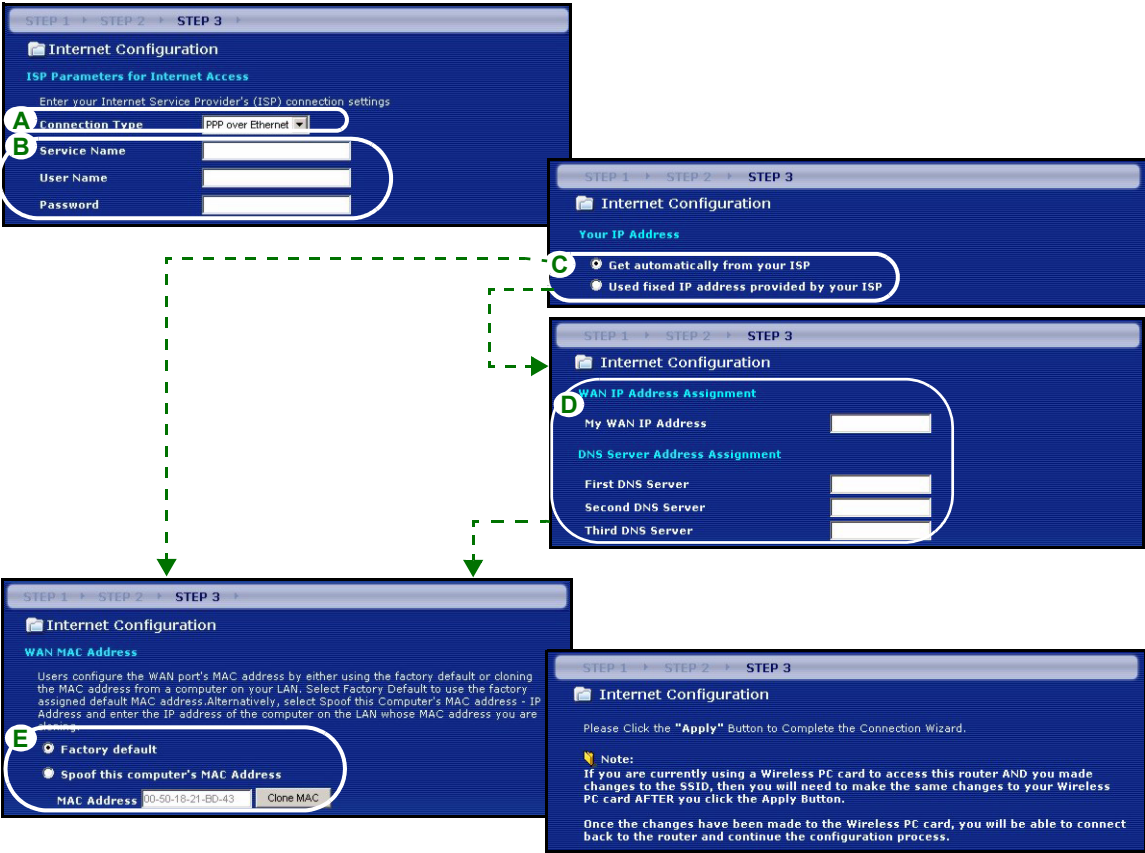 STEP 1 STEP 2 STEP 3
Internet Configuration
ISP Parameters for Internet Access
Enter your Internet Service Provider's (ISP) connection settings
A Connection Type PPP over Ethernet
B Service Name
User Name
Password
STEP 1 STEP 2 STEP 3
Internet Configuration
Your IP Address
C Get automatically from your ISP
Used fixed IP address provided by your ISP
STEP 1 STEP 2 STEP 3
Internet Configuration
WAN IP Address Assignment
D
My WAN IP Address
DNS Server Address Assignment
First DNS Server
Second DNS Server
Third DNS Server
STEP 1 STEP 2 STEP 3
Internet Configuration
WAN MAC Address
Users configure the WAN port's MAC address by either using the factory default or cloning
the MAC address from a computer on your LAN. Select Factory Default to use the factory
assigned default MAC address.Alternatively, select Spoof this Computer's MAC address - IP
Address and enter the IP address of the computer on the LAN whose MAC address you are
cloning.
E Factory default
Spoof this computer's MAC Address
MAC Address 00-50-18-21-BD-43 Clone MAC
STEP 1 STEP 2 STEP 3
Internet Configuration
Please Click the "Apply" Button to Complete the Connection Wizard.
Note:
If you are currently using a Wireless PC card to access this router AND you made
changes to the SSID, then you will need to make the same changes to your Wireless
PC card AFTER you click the Apply Button.
Once the changes have been made to the Wireless PC card, you will be able to connect
back to the router and continue the configuration process.